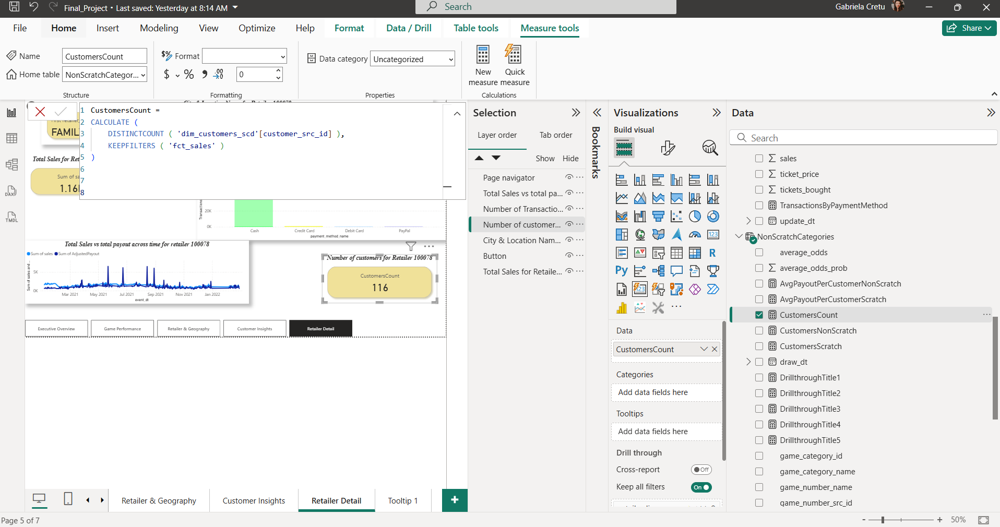 Final_Project • Last saved: Yesterday at 8:14 AM
Search
Gabriela Cretu
File
Home
Insert
Modeling
View
Optimize
Help
Format
Data / Drill
Table tools
Measure tools
Share
Name
CustomersCount
Home table
NonScratchCategor...
Structure
Format
$
%
,
.00
0
Formatting
Data category
Uncategorized
Properties
New measure
Quick measure
Calculations
1 CustomersCount =
2 CALCULATE (
3 DISTINCTCOUNT ( 'dim_customers_scd'[customer_src_id] ),
4 KEEPFILTERS ( 'fct_sales' )
5 )
6
7
8
FAMIL
Total Sales for Ret
Sum of sa
1.16
DAX
TMDL
Transactions
20K
0K
Cash
Credit Card
Debit Card
PayPal
payment_method_name
Total Sales vs total payout across time for retailer 100078
Sum of sales
Sum of AdjustedPayout
Sum of sales and ...
5K
0K
Mar 2021
May 2021
Jul 2021
Sep 2021
Nov 2021
Jan 2022
event_dt
Number of customers for Retailer 100078
CustomersCount
116
Executive Overview
Game Performance
Retailer & Geography
Customer Insights
Retailer Detail
Selection
Layer order
Tab order
Show
Hide
Page navigator
Total Sales vs total pa...
Number of Transactio...
Number of customer...
City & Location Nam...
Button
Total Sales for Retaile...
Bookmarks
Visualizations
Build visual
123
R
Py
123
Data
CustomersCount
Categories
Add data fields here
Tooltips
Add data fields here
Drill through
Cross-report
Off
Keep all filters
On
Data
Search
sales
ticket_price
tickets_bought
TransactionsByPaymentMethod
update_dt
NonScratchCategories
average_odds
average_odds_prob
AvgPayoutPerCustomerNonScratch
AvgPayoutPerCustomerScratch
CustomersCount
CustomersNonScratch
CustomersScratch
draw_dt
DrillthroughTitle1
DrillthroughTitle2
DrillthroughTitle3
DrillthroughTitle4
DrillthroughTitle5
game_category_id
game_category_name
game_number_name
game_number_src_id
Retailer & Geography
Customer Insights
Retailer Detail
Tooltip 1
+
Page 5 of 7
-
+
50%